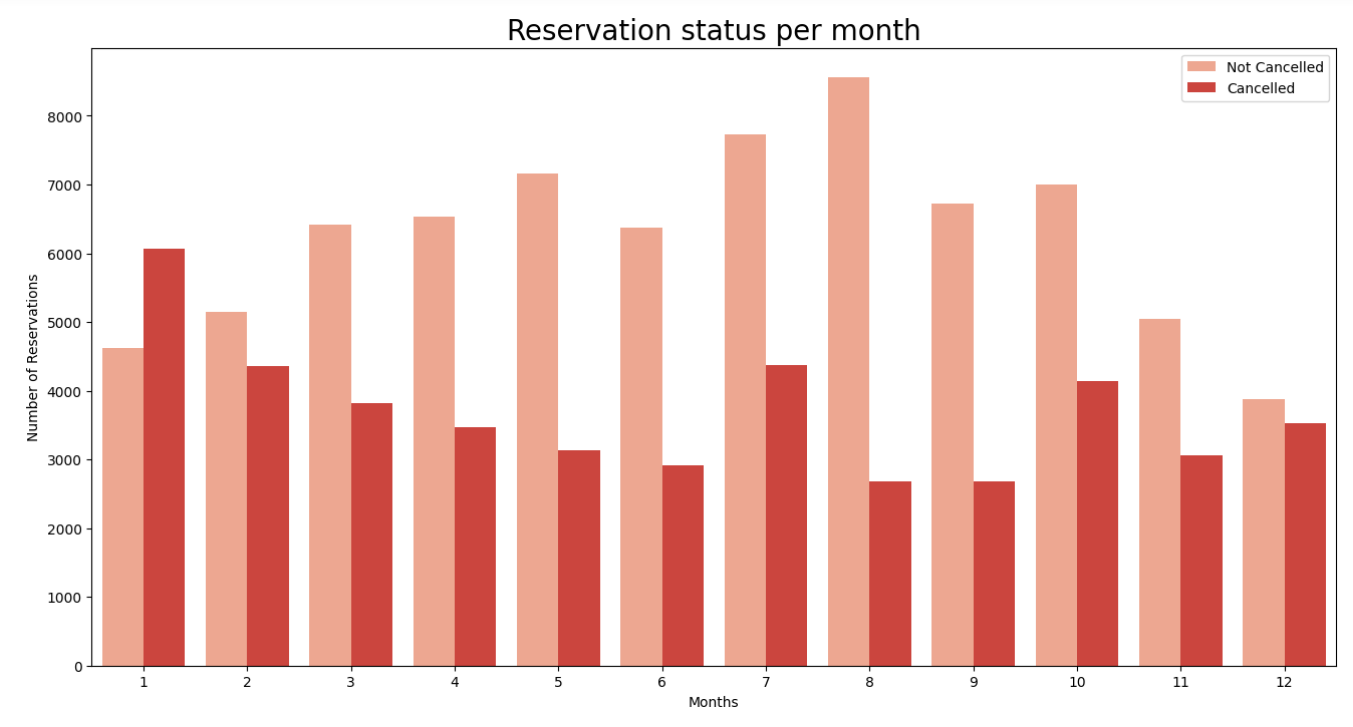 Reservation status per month
Not Cancelled
Cancelled
Number of Reservations
8000
7000
6000
5000
4000
3000
2000
1000
0
1 2 3 4 5 6 7 8 9 10 11 12
Months